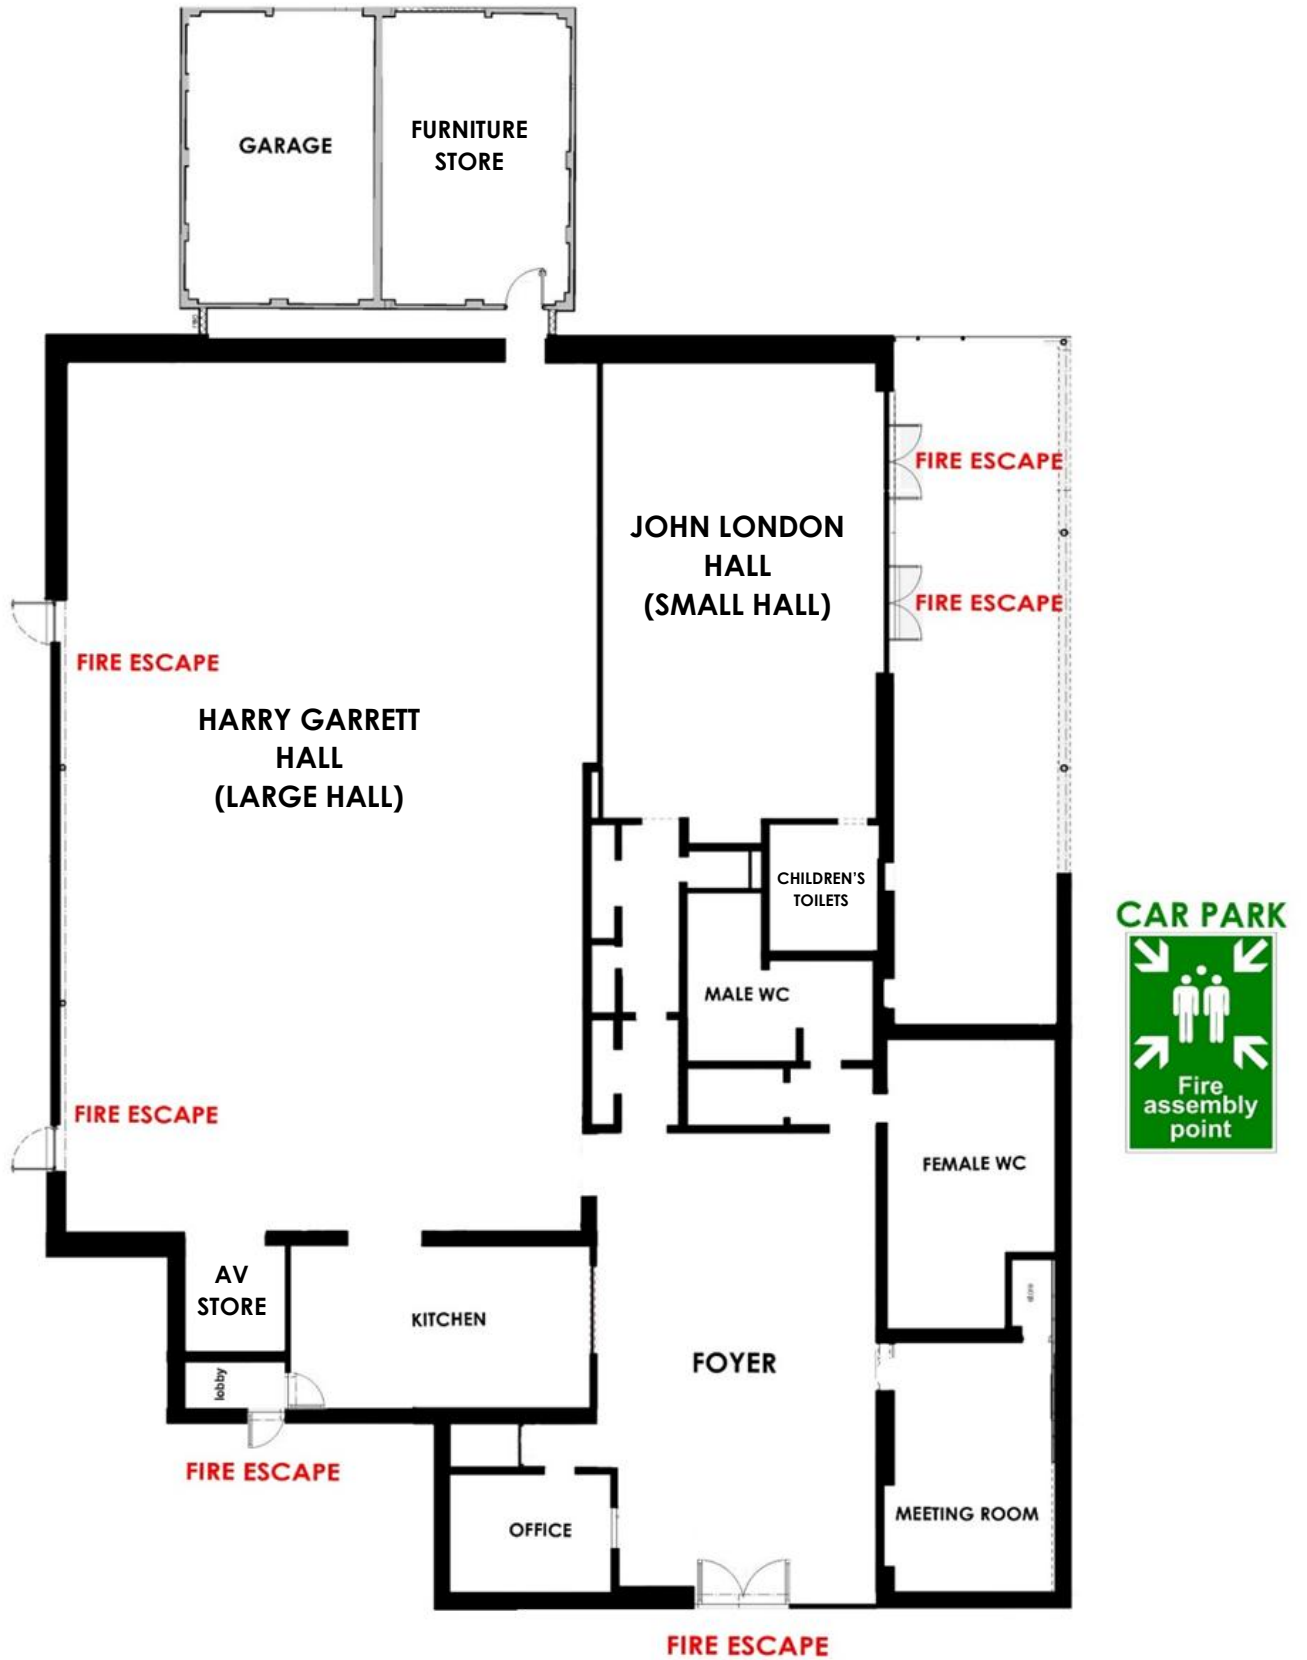 GARAGE
FURNITURE
STORE
FIRE ESCAPE
JOHN LONDON
HALL
(SMALL HALL)
FIRE ESCAPE
FIRE ESCAPE
HARRY GARRETT
HALL
(LARGE HALL)
CHILDREN'S
TOILETS
CAR PARK
MALE WC
Fire
assembly
point
FIRE ESCAPE
FEMALE WC
AV
STORE
store
KITCHEN
FOYER
lobby
FIRE ESCAPE
MEETING ROOM
OFFICE
FIRE ESCAPE